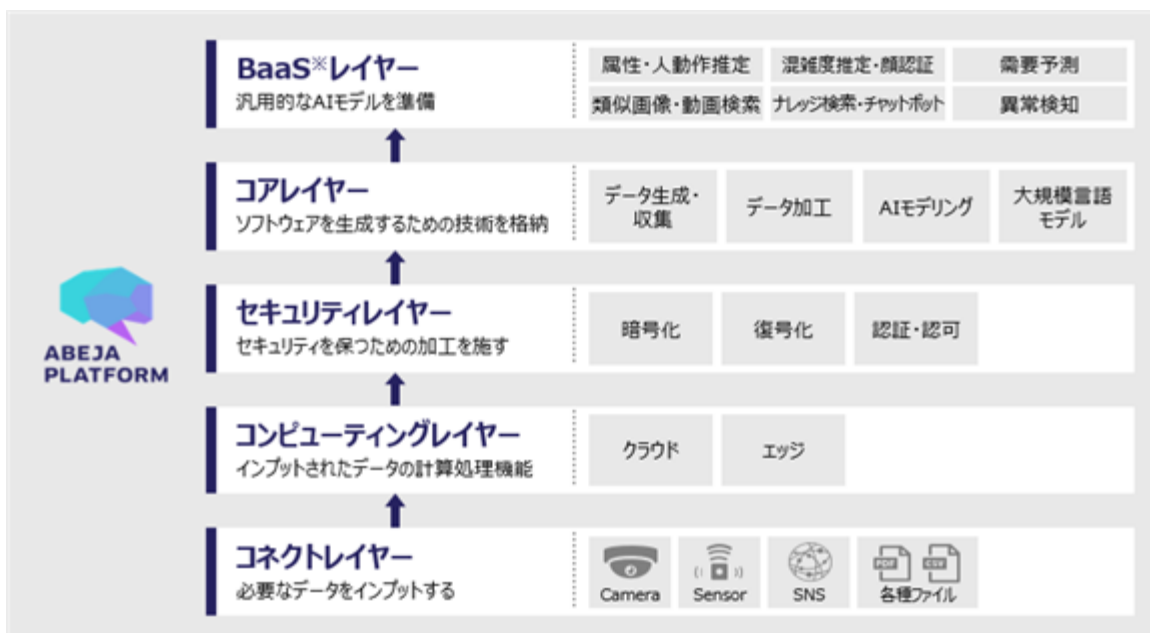 BaaS※レイヤー
汎用的なAIモデルを準備
属性・人動作推定
混雑度推定・顔認証
需要予測
類似画像・動画検索
ナレッジ検索・チャットボット
異常検知
コアレイヤー
ソフトウェアを生成するための技術を格納
データ生成・
収集
データ加工
AIモデリング
大規模言語
モデル
ABEJA
PLATFORM
セキュリティレイヤー
セキュリティを保つための加工を施す
暗号化
復号化
認証・認可
コンピューティングレイヤー
インプットされたデータの計算処理機能
クラウド
エッジ
コネクトレイヤー
必要なデータをインプットする
Camera
Sensor
SNS
PDF
CSV
各種ファイル